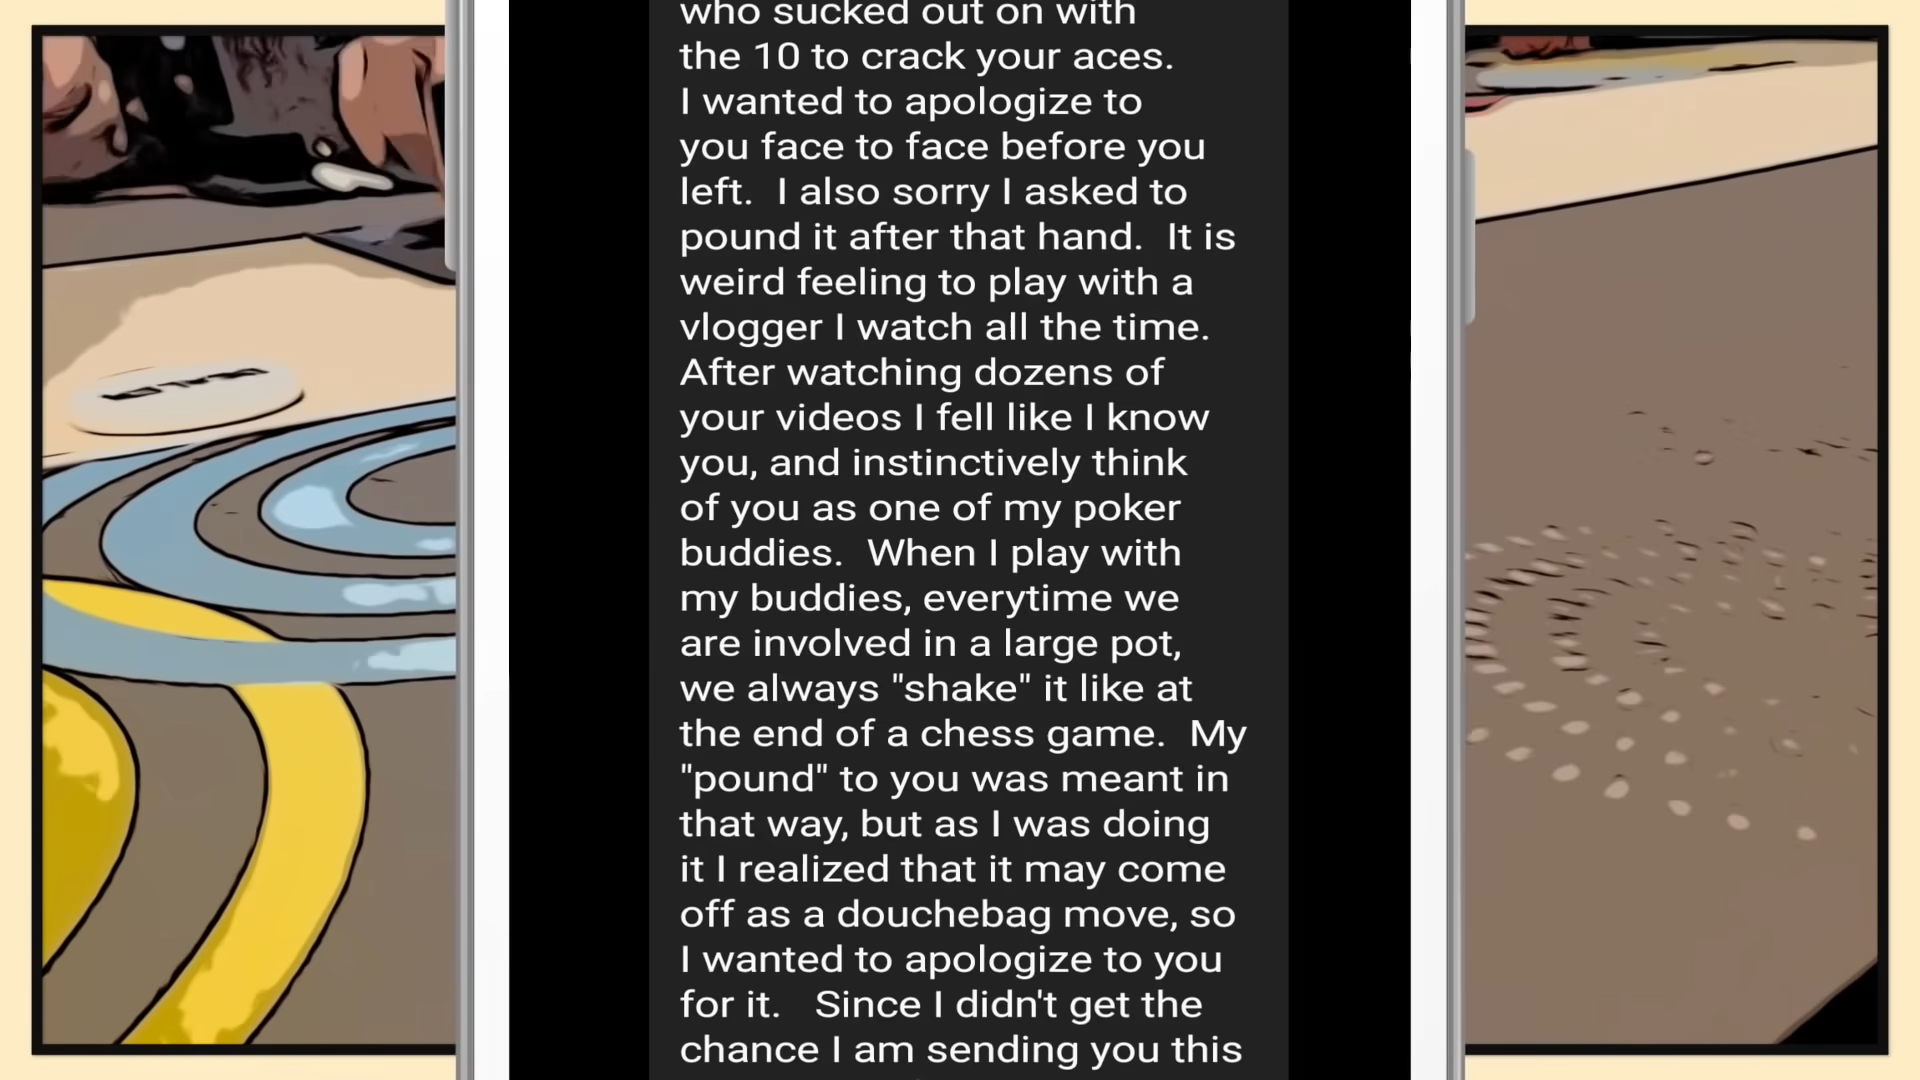 who sucked out on with
the 10 to crack your aces.
I wanted to apologize to
you face to face before you
left.  I also sorry I asked to
pound it after that hand.  It is
weird feeling to play with a
vlogger I watch all the time.
After watching dozens of
your videos I fell like I know
you, and instinctively think
of you as one of my poker
buddies.  When I play with
my buddies, everytime we
are involved in a large pot,
we always "shake" it like at
the end of a chess game.  My
"pound" to you was meant in
that way, but as I was doing
it I realized that it may come
off as a douchebag move, so
I wanted to apologize to you
for it.   Since I didn't get the
chance I am sending you this